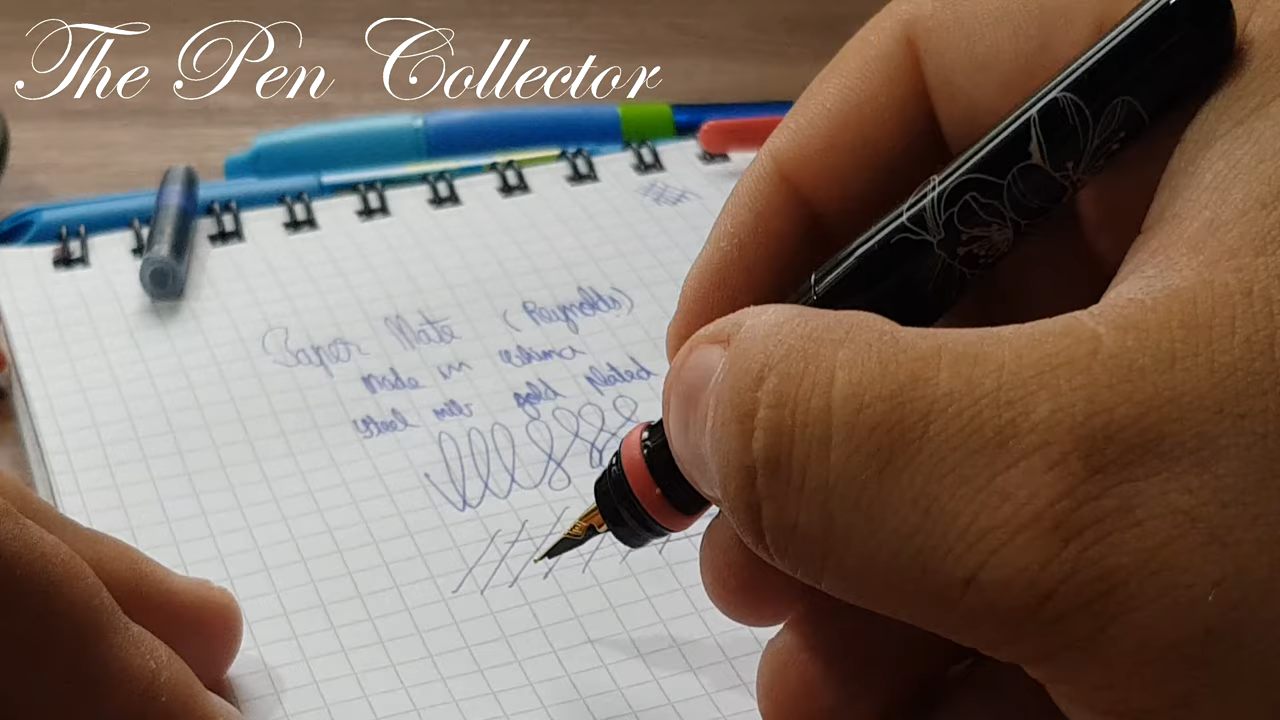 The Pen Collector
Paper Mate (Reynolds)
made in china
steel nib gold plated